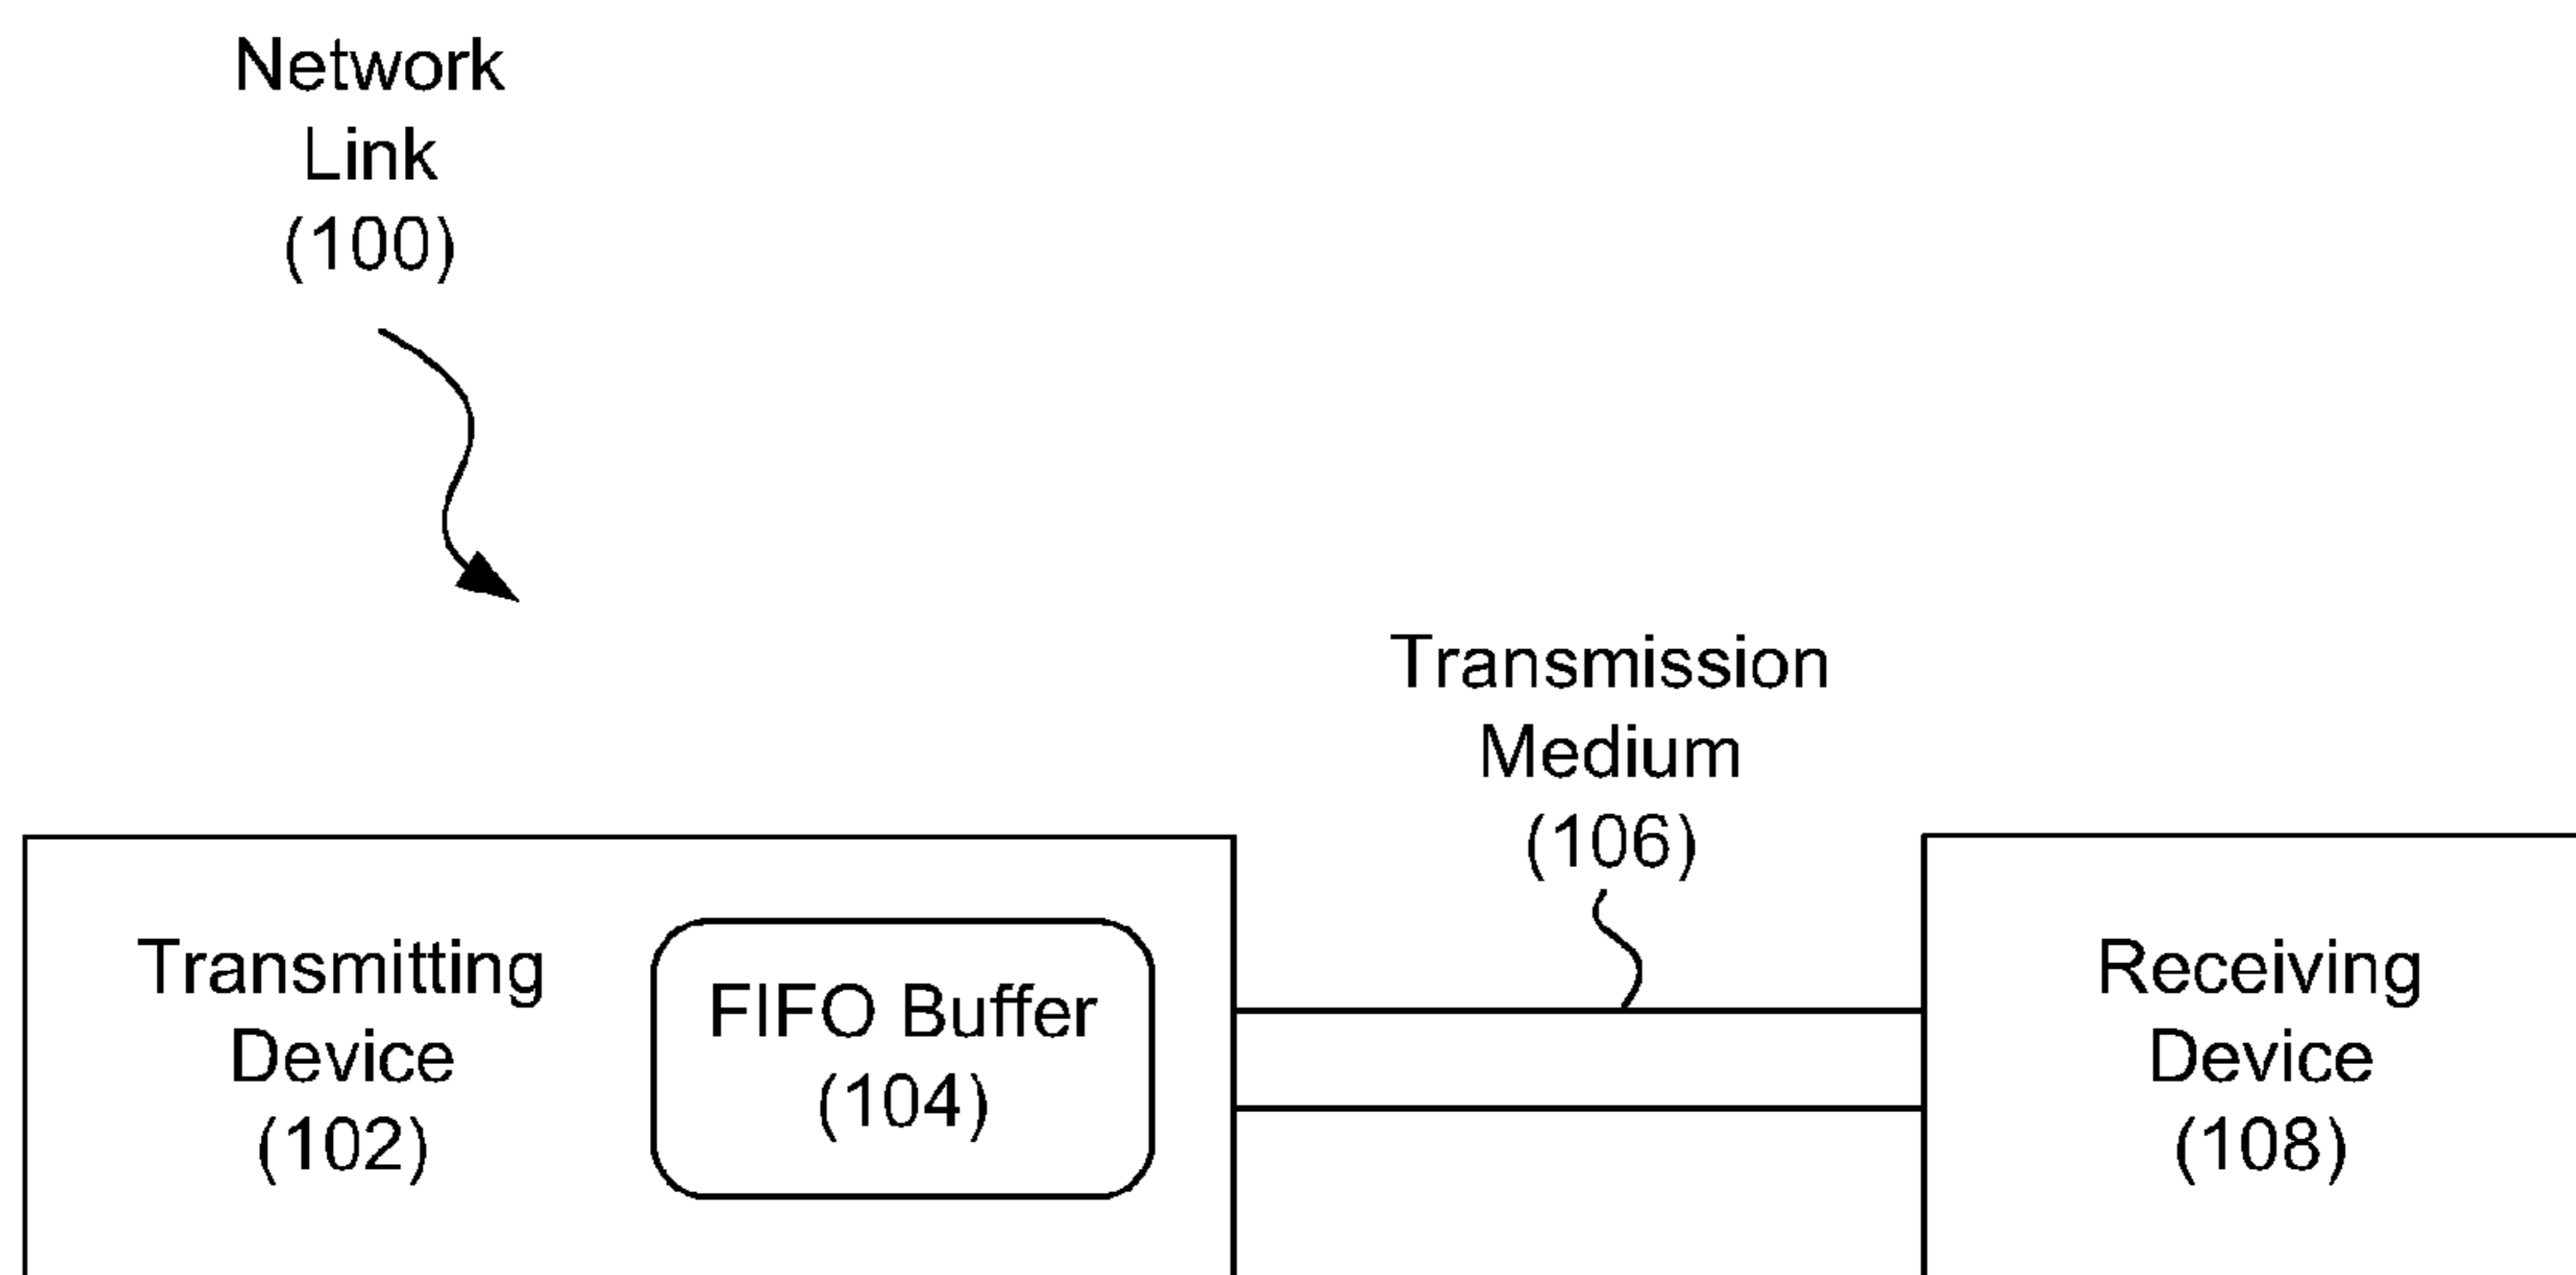 Network
Link
(100)
Transmission
Medium
(106)
Transmitting
Device
(102)
FIFO Buffer
(104)
Receiving
Device
(108)